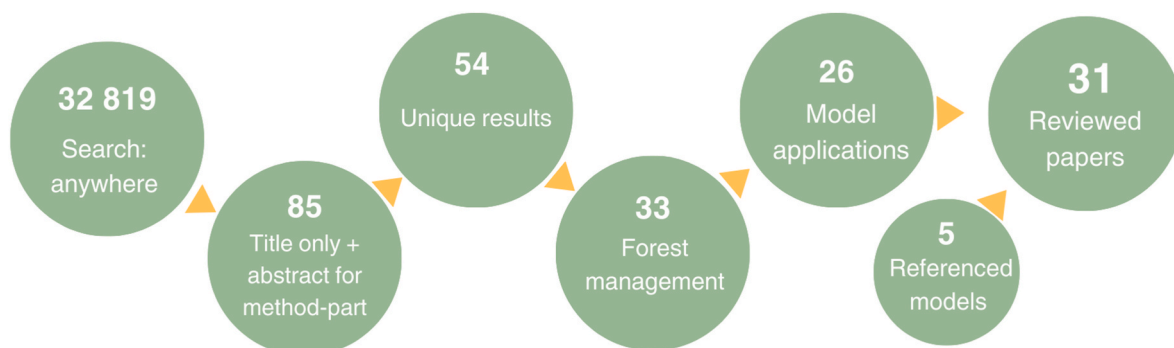 32 819
Search:
anywhere
85
Title only +
abstract for
method-part
54
Unique results
33
Forest
management
26
Model
applications
5
Referenced
models
31
Reviewed
papers